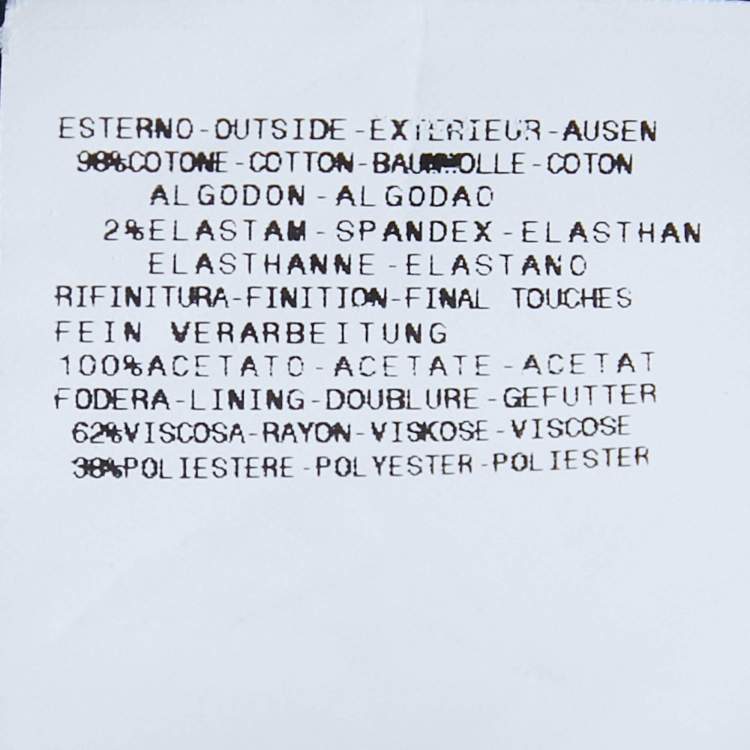 ESTERNO-OUTSIDE-EXTERIEUR-AUSEN
98%COTONE-COTTON-BAUMWOLLE-COTON
ALGODON-ALGODAO
2%ELASTAM-SPANDEX-ELASTHAN
ELASTHANNE-ELASTANO
RIFINITURA-FINITION-FINAL TOUCHES
FEIN VERARBEITUNG
100%ACETATO-ACETATE-ACETAT
FODERA-LINING-DOUBLURE-GEFUTTER
62%VISCOSA-RAYON-VISKOSE-VISCOSE
38%POLIESTERE-POLYESTER-POLIESTER